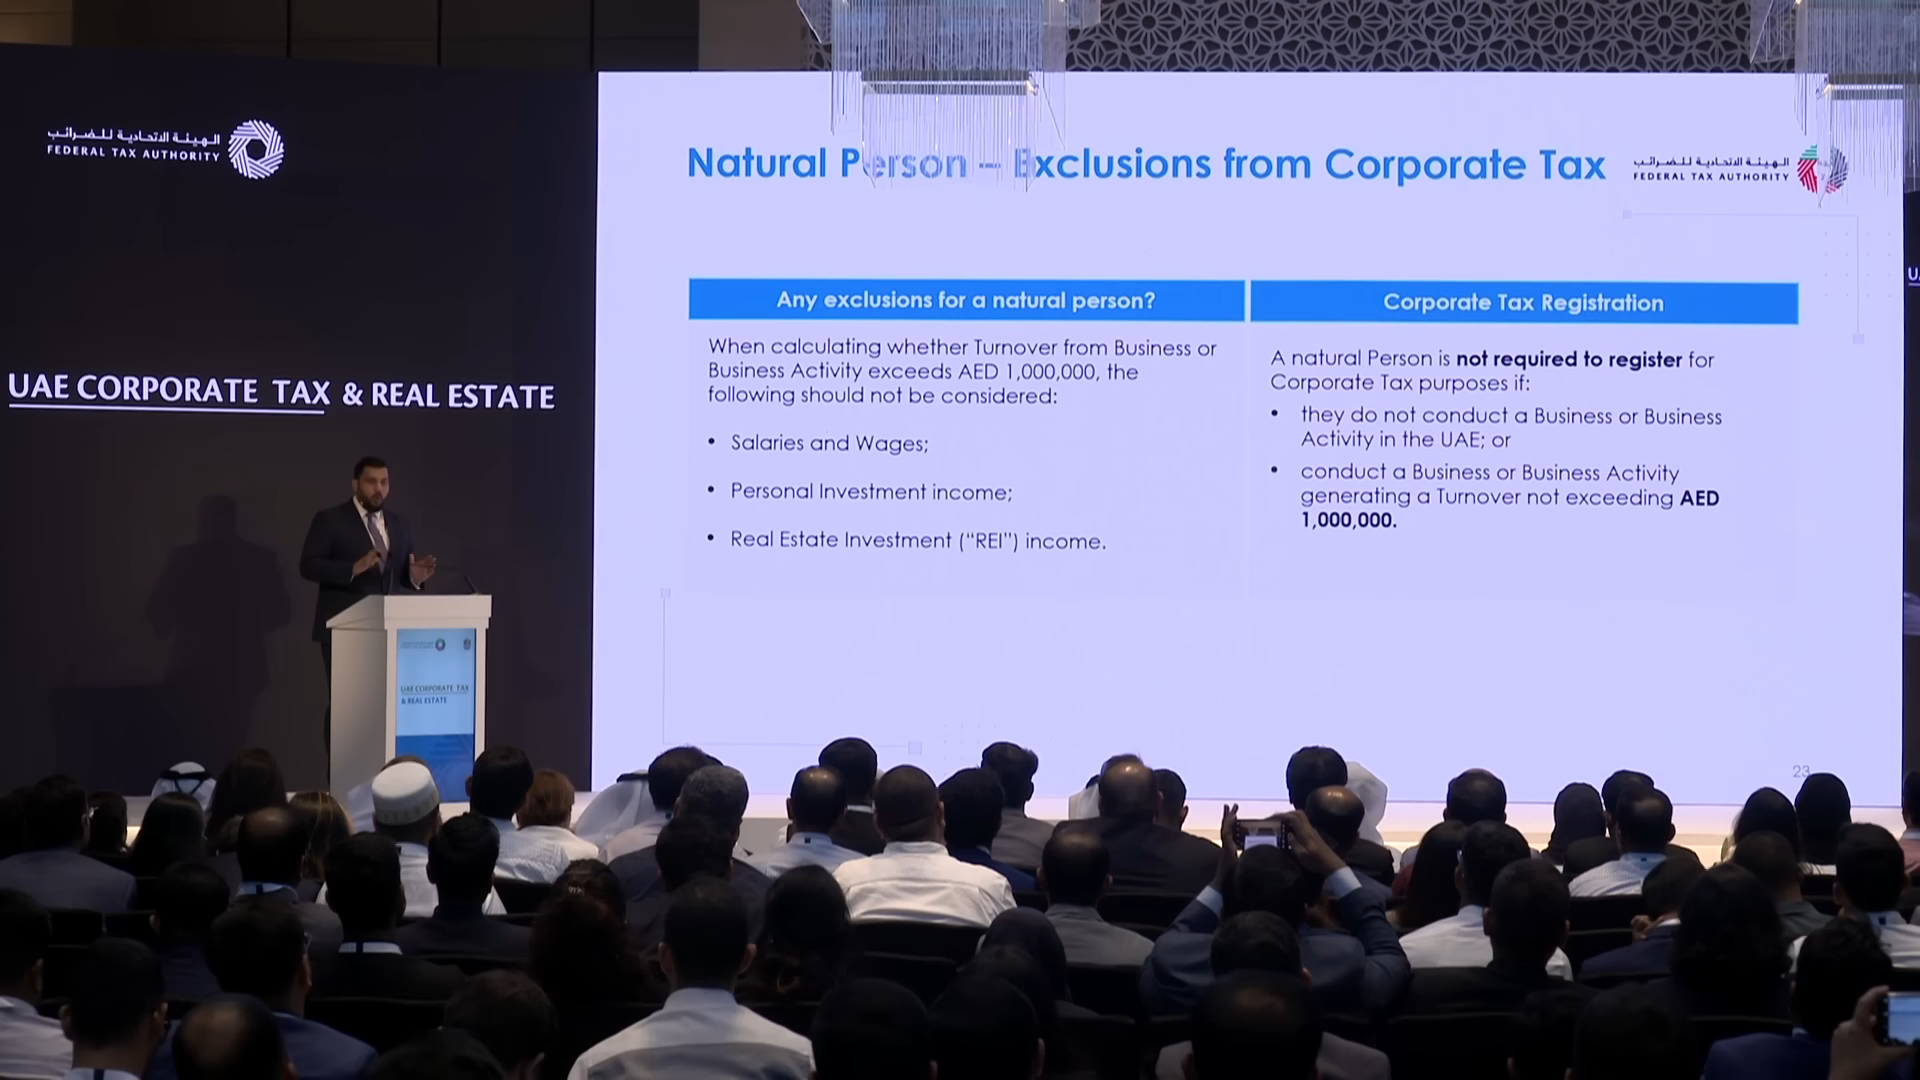 الهيئة الاتحادية للضرائب
FEDERAL TAX AUTHORITY
UAE CORPORATE TAX & REAL ESTATE
Natural Person – Exclusions from Corporate Tax
الهيئة الاتحادية للضرائب
FEDERAL TAX AUTHORITY
Any exclusions for a natural person?
When calculating whether Turnover from Business or
Business Activity exceeds AED 1,000,000, the
following should not be considered:
• Salaries and Wages;
• Personal Investment income;
• Real Estate Investment (“REI”) income.
Corporate Tax Registration
A natural Person is not required to register for
Corporate Tax purposes if:
• they do not conduct a Business or Business
Activity in the UAE; or
• conduct a Business or Business Activity
generating a Turnover not exceeding AED
1,000,000.
23
UAE CORPORATE TAX
& REAL ESTATE